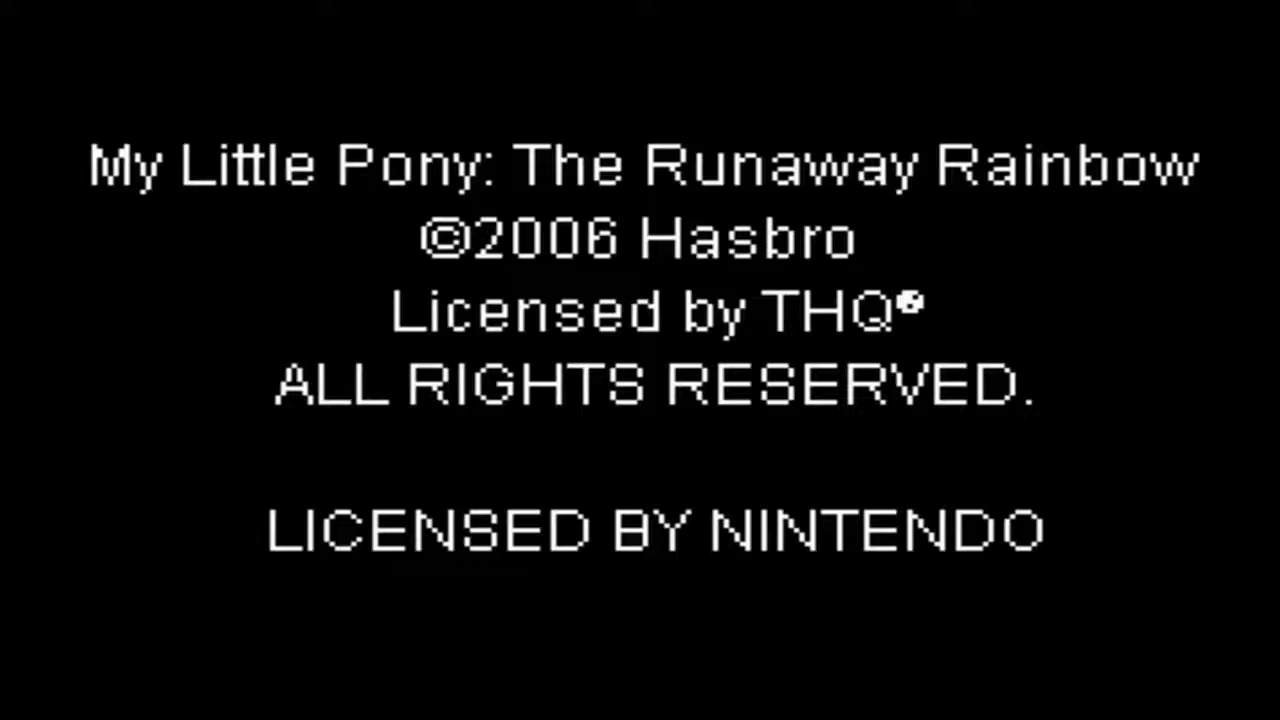 My Little Pony: The Runaway Rainbow
©2006 Hasbro
Licensed by THQ®
ALL RIGHTS RESERVED.
LICENSED BY NINTENDO